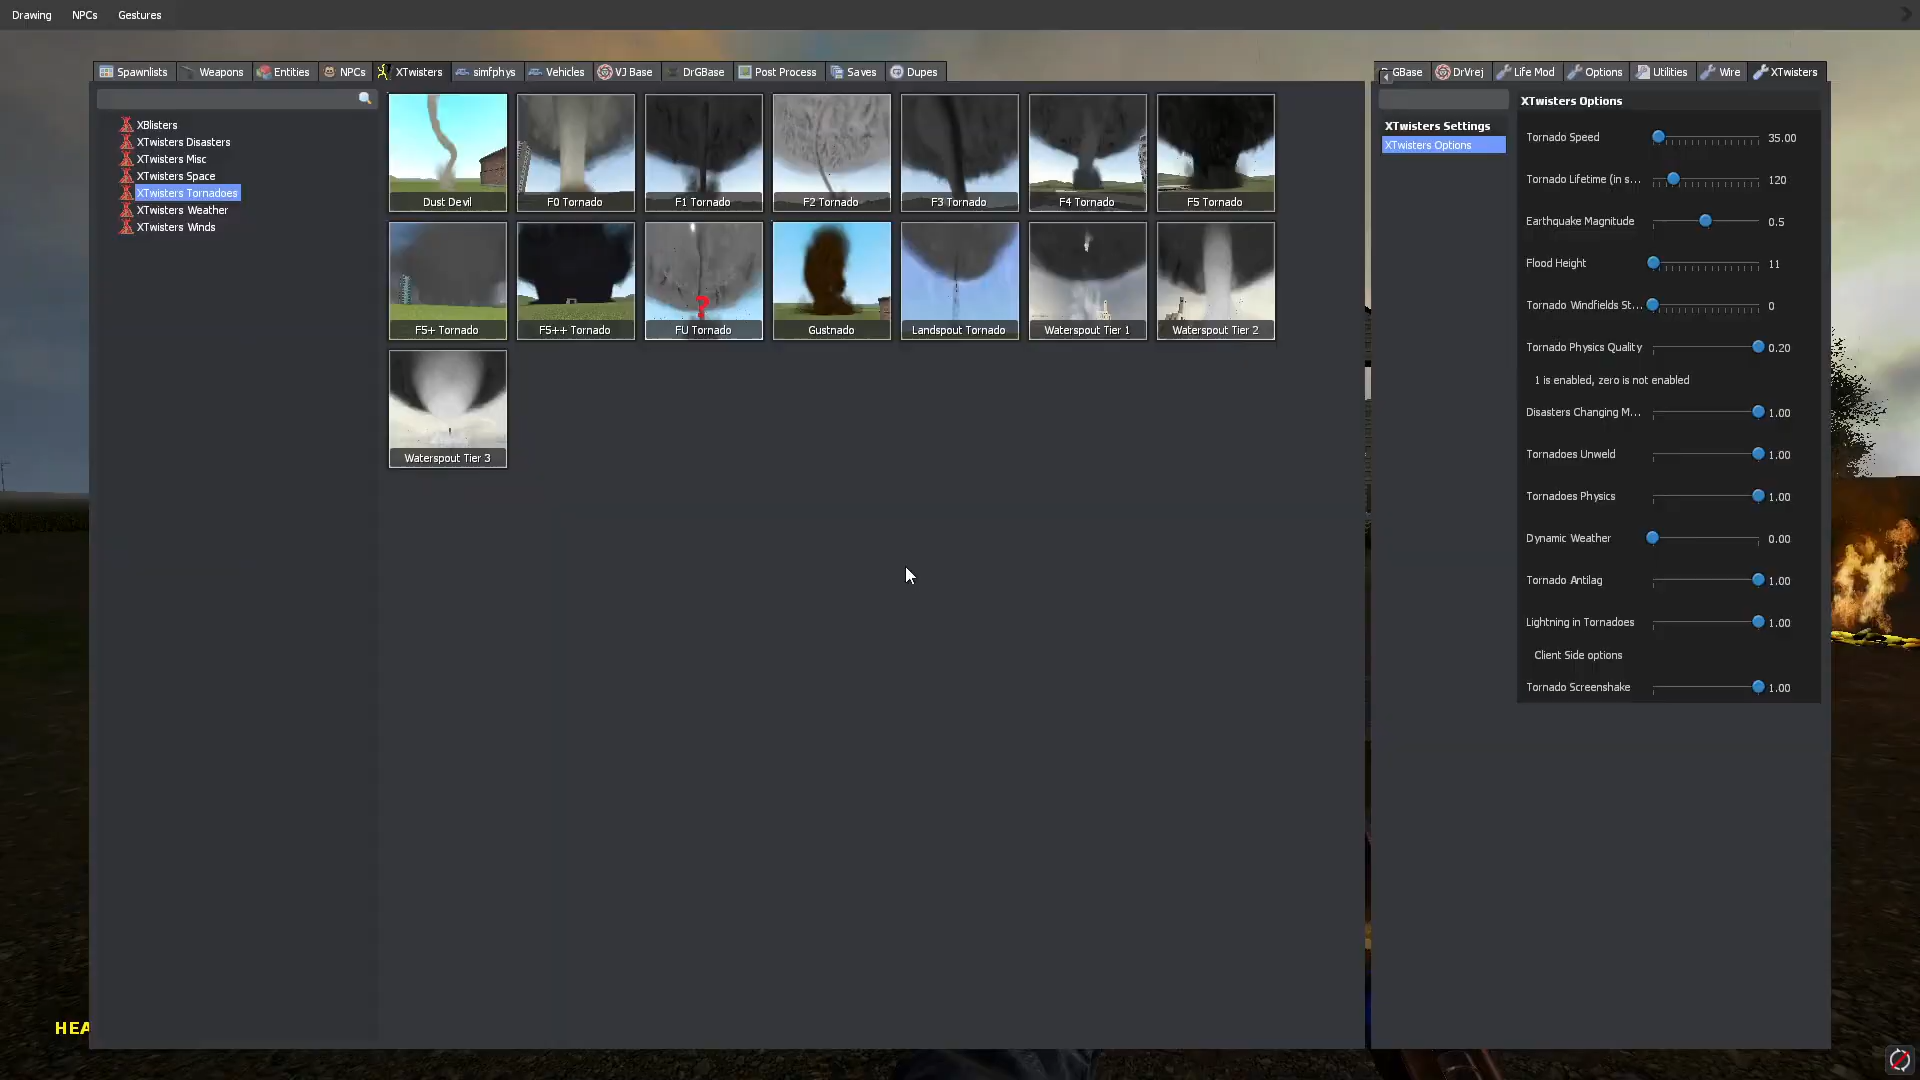 Drawing NPCs Gestures
Spawnlists Weapons Entities NPCs XTwisters simfphys Vehicles VJ Base DrGBase Post Process Saves Dupes
GBase DrVrej Life Mod Options Utilities Wire XTwisters
XBlisters
XTwisters Disasters
XTwisters Misc
XTwisters Space
XTwisters Tornadoes
XTwisters Weather
XTwisters Winds
Dust Devil F0 Tornado F1 Tornado F2 Tornado F3 Tornado F4 Tornado F5 Tornado
?
F5+ Tornado F5++ Tornado FU Tornado Gustnado Landspout Tornado Waterspout Tier 1 Waterspout Tier 2
Waterspout Tier 3
XTwisters Settings
XTwisters Options
XTwisters Options
Tornado Speed 35.00
Tornado Lifetime (in s... 120
Earthquake Magnitude 0.5
Flood Height 11
Tornado Windfields St... 0
Tornado Physics Quality 0.20
1 is enabled, zero is not enabled
Disasters Changing M... 1.00
Tornadoes Unweld 1.00
Tornadoes Physics 1.00
Dynamic Weather 0.00
Tornado Antilag 1.00
Lightning in Tornadoes 1.00
Client Side options
Tornado Screenshake 1.00
HEA